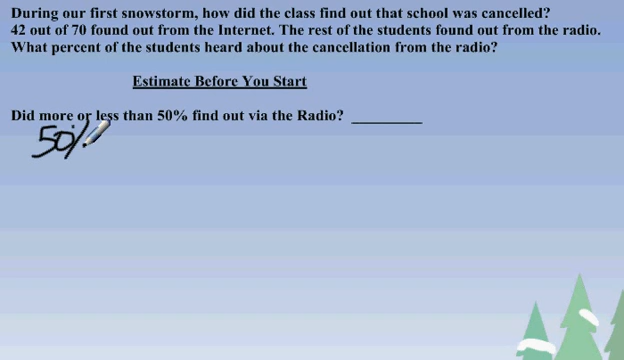 During our first snowstorm, how did the class find out that school was cancelled?
42 out of 70 found out from the Internet. The rest of the students found out from the radio.
What percent of the students heard about the cancellation from the radio?
Estimate Before You Start
Did more or less than 50% find out via the Radio? ________
50%